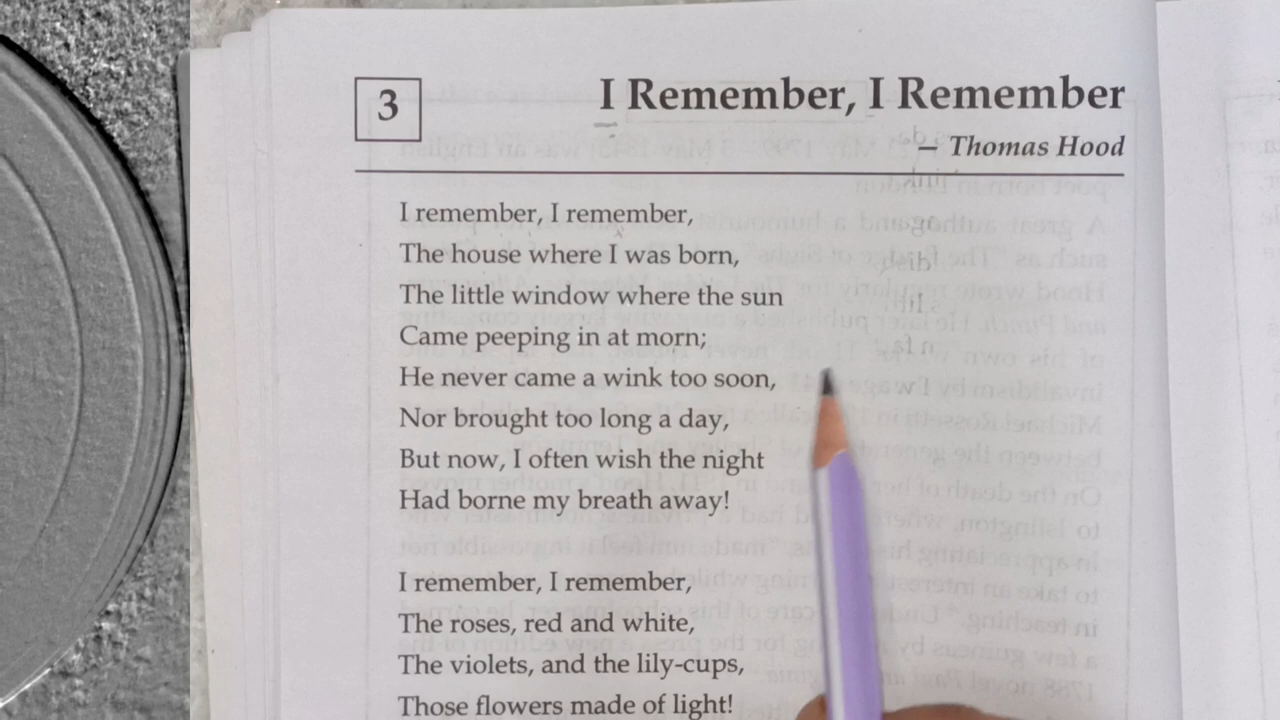 3
I Remember, I Remember
— Thomas Hood
I remember, I remember,
The house where I was born,
The little window where the sun
Came peeping in at morn;
He never came a wink too soon,
Nor brought too long a day,
But now, I often wish the night
Had borne my breath away!
I remember, I remember,
The roses, red and white,
The violets, and the lily-cups,
Those flowers made of light!